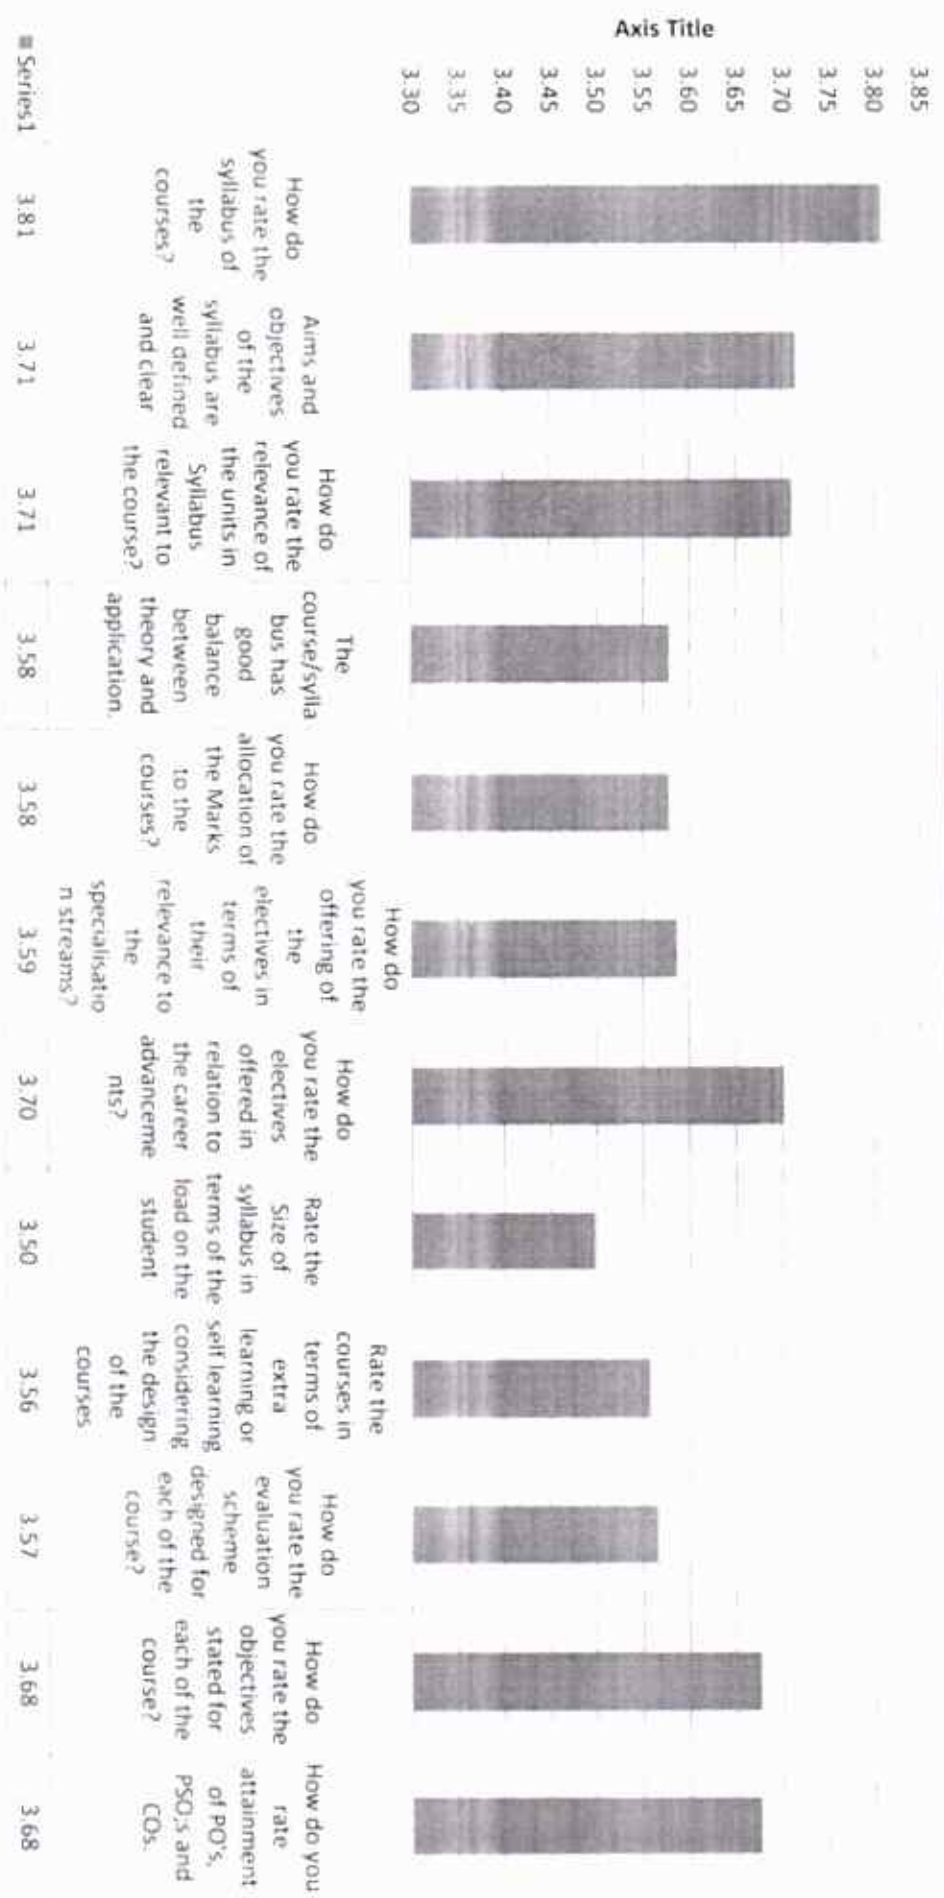 Axis Title
3.85
3.80
3.75
3.70
3.65
3.60
3.55
3.50
3.45
3.40
3.35
3.30
How do
you rate the
syllabus of
the
courses?
Aims and
objectives
of the
syllabus are
well defined
and clear
How do
you rate the
relevance of
the units in
Syllabus
relevant to
the course?
The
course/sylla
bus has
good
balance
between
theory and
application.
How do
you rate the
allocation of
the Marks
to the
courses?
How do
you rate the
offering of
the
electives in
terms of
their
relevance to
the
specialisatio
n streams?
How do
you rate the
electives
offered in
relation to
the career
advanceme
nts?
Rate the
Size of
syllabus in
terms of the
load on the
student
Rate the
courses in
terms of
extra
learning or
self learning
considering
the design
of the
courses
How do
you rate the
evaluation
scheme
designed for
each of the
course?
How do
you rate the
objectives
stated for
each of the
course?
How do you
rate
attainment
of PO's,
PSO;s and
COs.
Series1 3.81 3.71 3.71 3.58 3.58 3.59 3.70 3.50 3.56 3.57 3.68 3.68